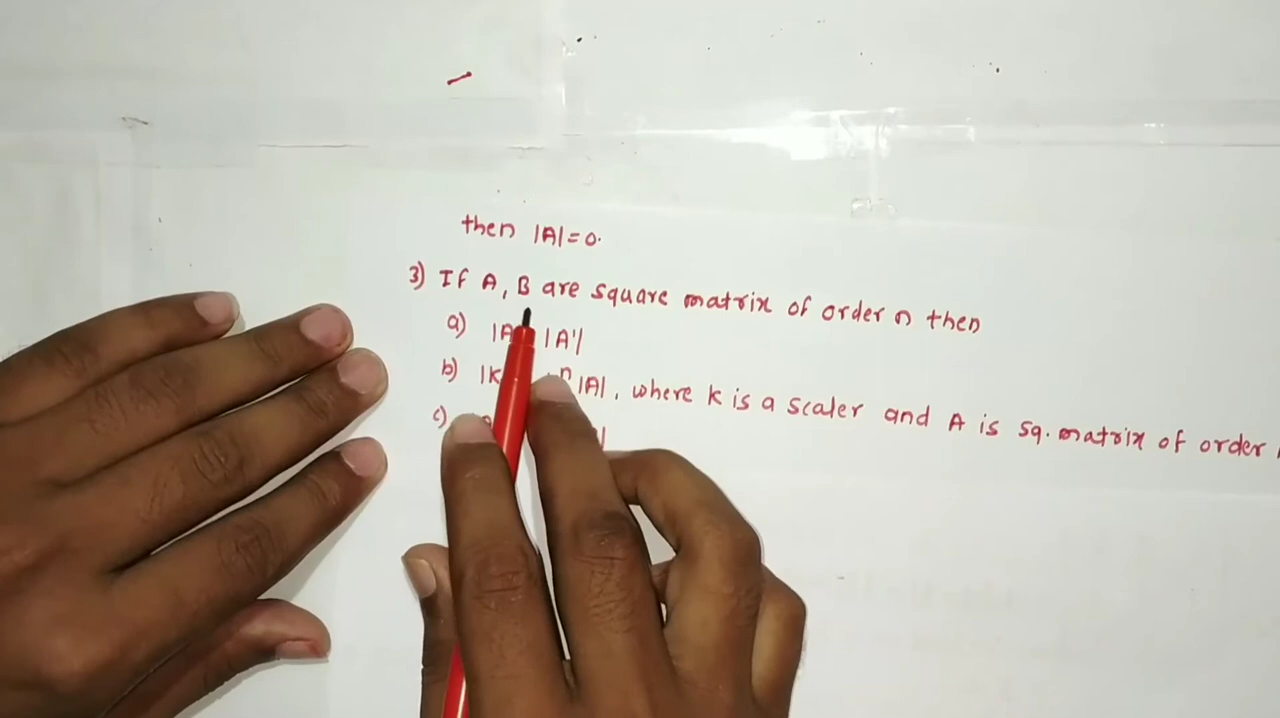 then |A|=0.
3) If A, B are square matrix of order n then
a) |A |A'|
b) |K n|A|, where k is a scaler and A is sq. matrix of order
c)